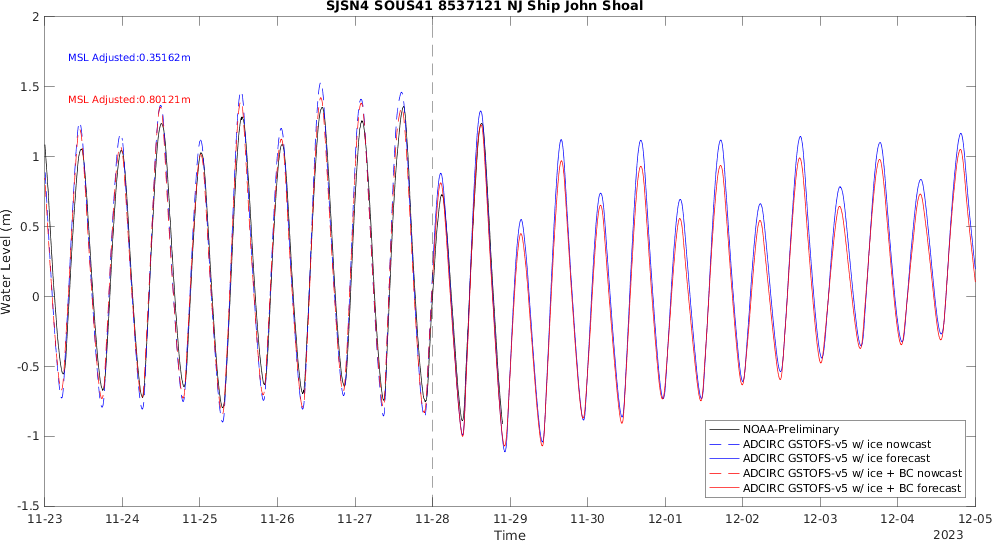 SJSN4 SOUS41 8537121 NJ Ship John Shoal
2
1.5
1
0.5
0
-0.5
-1
-1.5
Water Level (m)
MSL Adjusted:0.35162m
MSL Adjusted:0.80121m
NOAA-Preliminary
ADCIRC GSTOFS-v5 w/ ice nowcast
ADCIRC GSTOFS-v5 w/ ice forecast
ADCIRC GSTOFS-v5 w/ ice + BC nowcast
ADCIRC GSTOFS-v5 w/ ice + BC forecast
11-23 11-24 11-25 11-26 11-27 11-28 11-29 11-30 12-01 12-02 12-03 12-04 12-05
Time
2023